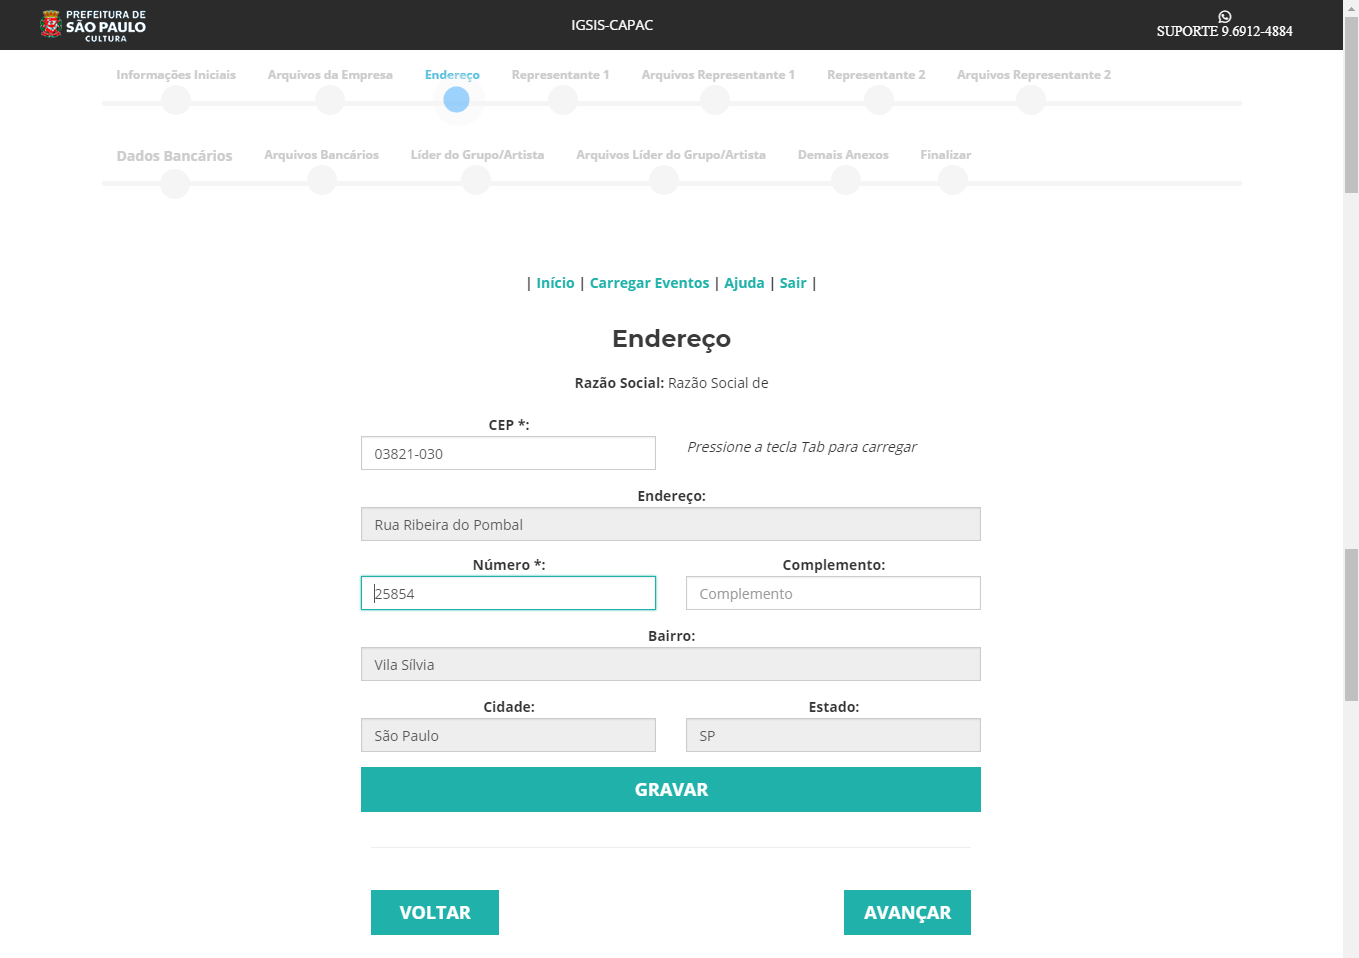 PREFEITURA DE
SÃO PAULO
CULTURA
IGSIS-CAPAC
SUPORTE 9.6912-4884
Informações Iniciais Arquivos da Empresa Endereço Representante 1 Arquivos Representante 1 Representante 2 Arquivos Representante 2
Dados Bancários Arquivos Bancários Líder do Grupo/Artista Arquivos Líder do Grupo/Artista Demais Anexos Finalizar
| Início | Carregar Eventos | Ajuda | Sair |
Endereço
Razão Social: Razão Social de
CEP *:
03821-030 Pressione a tecla Tab para carregar
Endereço:
Rua Ribeira do Pombal
Número *: Complemento:
25854 Complemento
Bairro:
Vila Sílvia
Cidade: Estado:
São Paulo SP
GRAVAR
VOLTAR AVANÇAR